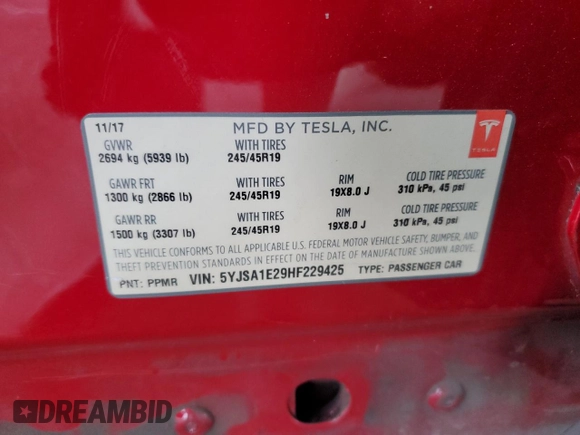 11/17 MFD BY TESLA, INC.
GVWR WITH TIRES
2694 kg (5939 lb) 245/45R19
TESLA
GAWR FRT WITH TIRES RIM COLD TIRE PRESSURE
1300 kg (2866 lb) 245/45R19 19X8.0 J 310 kPa, 45 psi
GAWR RR WITH TIRES RIM COLD TIRE PRESSURE
1500 kg (3307 lb) 245/45R19 19X8.0 J 310 kPa, 45 psi
THIS VEHICLE CONFORMS TO ALL APPLICABLE U.S. FEDERAL MOTOR VEHICLE SAFETY, BUMPER, AND
THEFT PREVENTION STANDARDS IN EFFECT ON THE DATE OF MANUFACTURE SHOWN ABOVE.
PNT: PPMR VIN: 5YJSA1E29HF229425 TYPE: PASSENGER CAR
DREAMBID